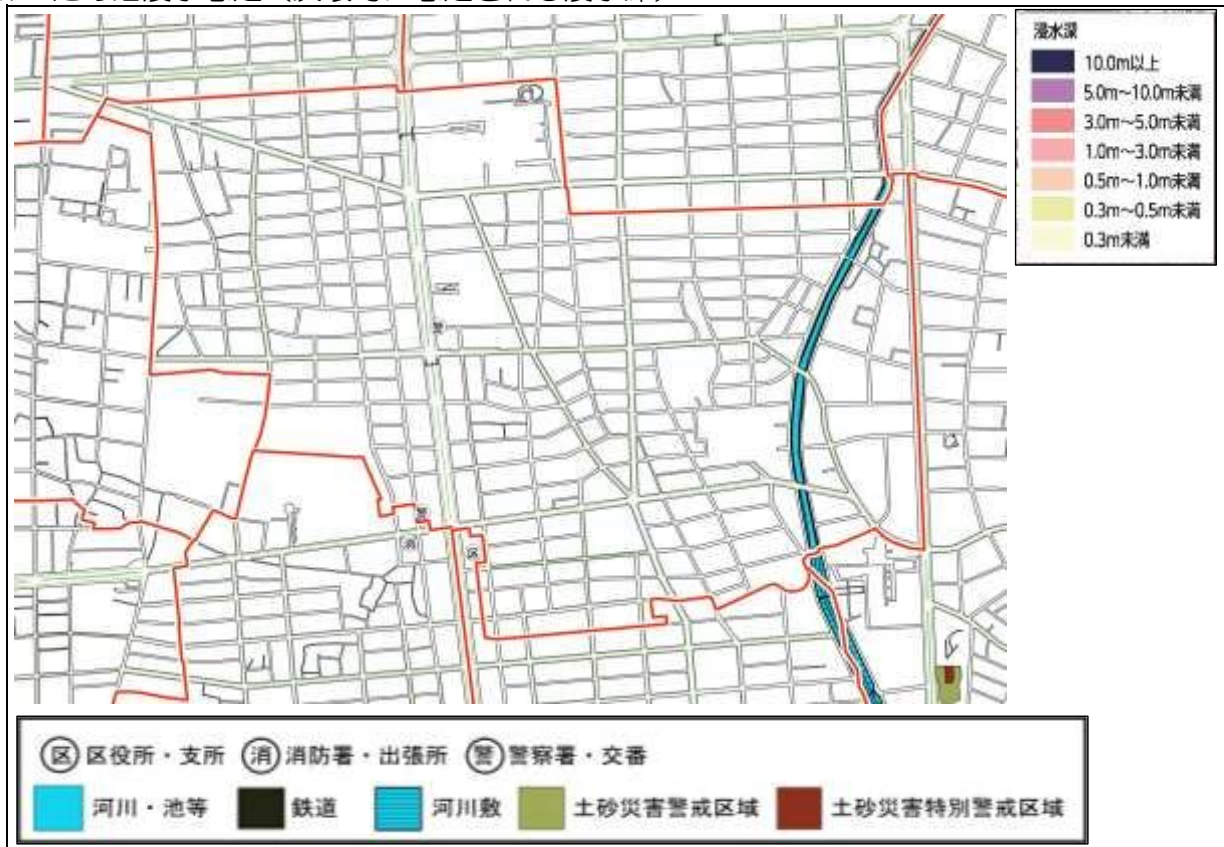 浸水深
10.0m以上
5.0m～10.0m未満
3.0m～5.0m未満
1.0m～3.0m未満
0.5m～1.0m未満
0.3m～0.5m未満
0.3m未満
警
警
消
区
区 区役所・支所 消 消防署・出張所 警 警察署・交番
河川・池等 鉄道 河川敷 土砂災害警戒区域 土砂災害特別警戒区域